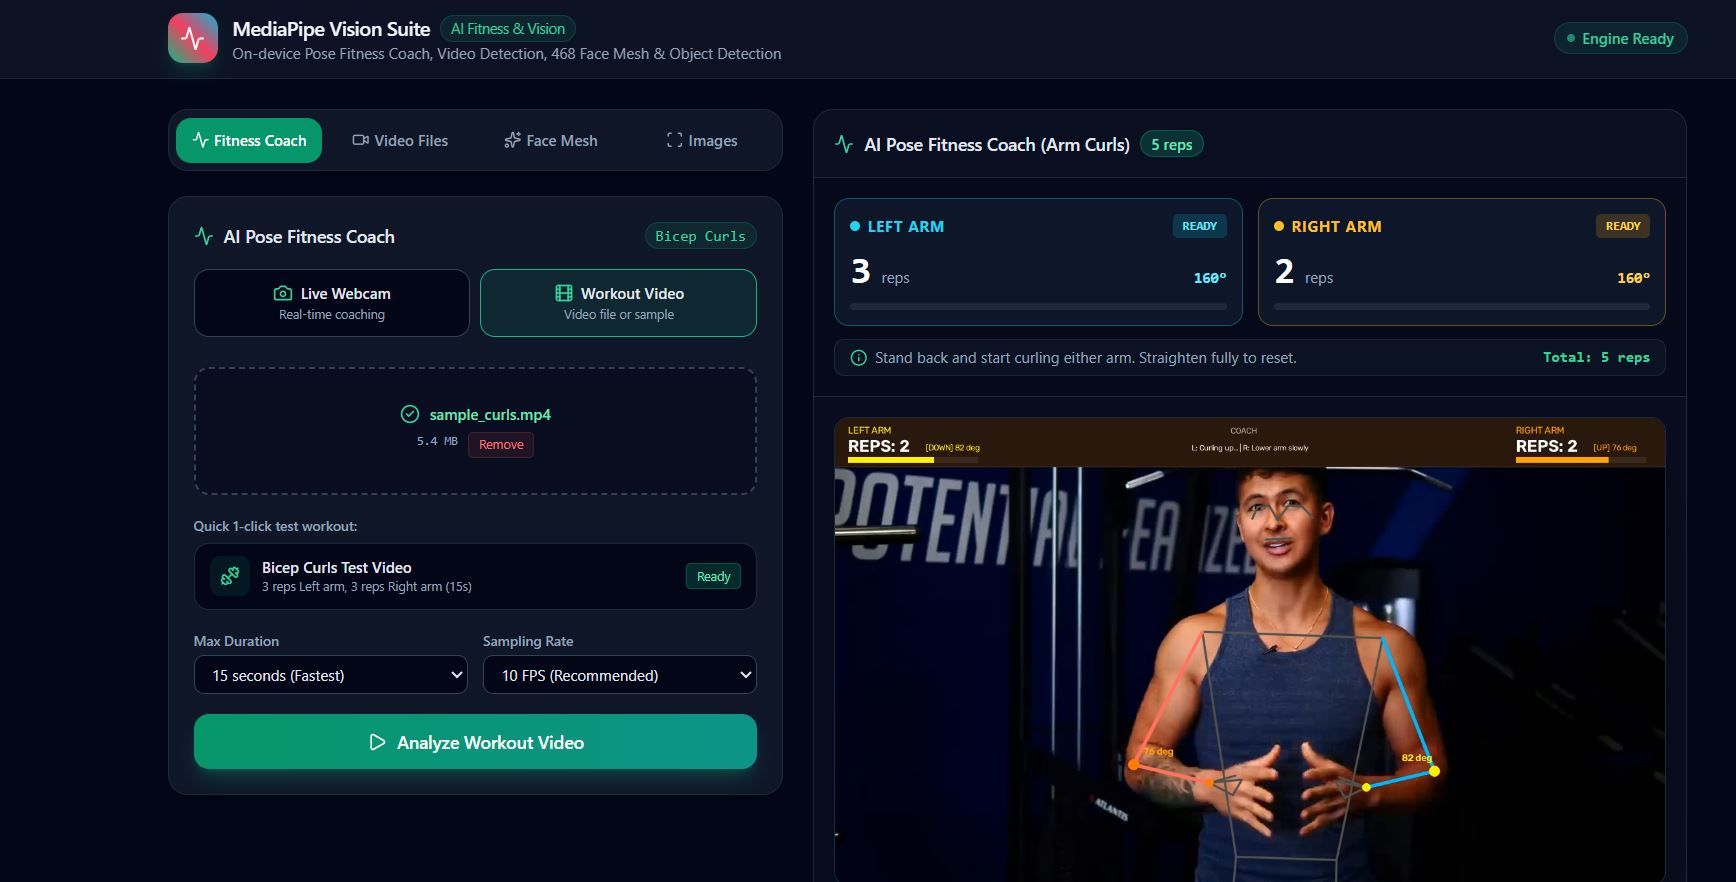 MediaPipe Vision Suite
AI Fitness & Vision
On-device Pose Fitness Coach, Video Detection, 468 Face Mesh & Object Detection
Engine Ready
Fitness Coach
Video Files
Face Mesh
Images
AI Pose Fitness Coach
Bicep Curls
Live Webcam
Real-time coaching
Workout Video
Video file or sample
sample_curls.mp4
5.4 MB
Remove
Quick 1-click test workout:
Bicep Curls Test Video
3 reps Left arm, 3 reps Right arm (15s)
Ready
Max Duration
Sampling Rate
15 seconds (Fastest)
10 FPS (Recommended)
Analyze Workout Video
AI Pose Fitness Coach (Arm Curls)
5 reps
LEFT ARM
READY
3 reps
160°
RIGHT ARM
READY
2 reps
160°
Stand back and start curling either arm. Straighten fully to reset.
Total: 5 reps
LEFT ARM
REPS: 2
[DOWN] 82 deg
COACH
L: Curling up... | R: Lower arm slowly
RIGHT ARM
REPS: 2
[UP] 76 deg
POTENTIAL
76 deg
82 deg
ATLANTIS